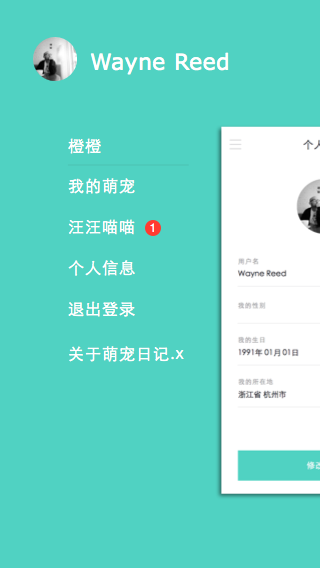 Wayne Reed
橙橙
我的萌宠
汪汪喵喵 1
个人信息
退出登录
关于萌宠日记.x
个人
用户名
Wayne Reed
我的性别
我的生日
1991年 01月 01日
我的所在地
浙江省 杭州市
修改